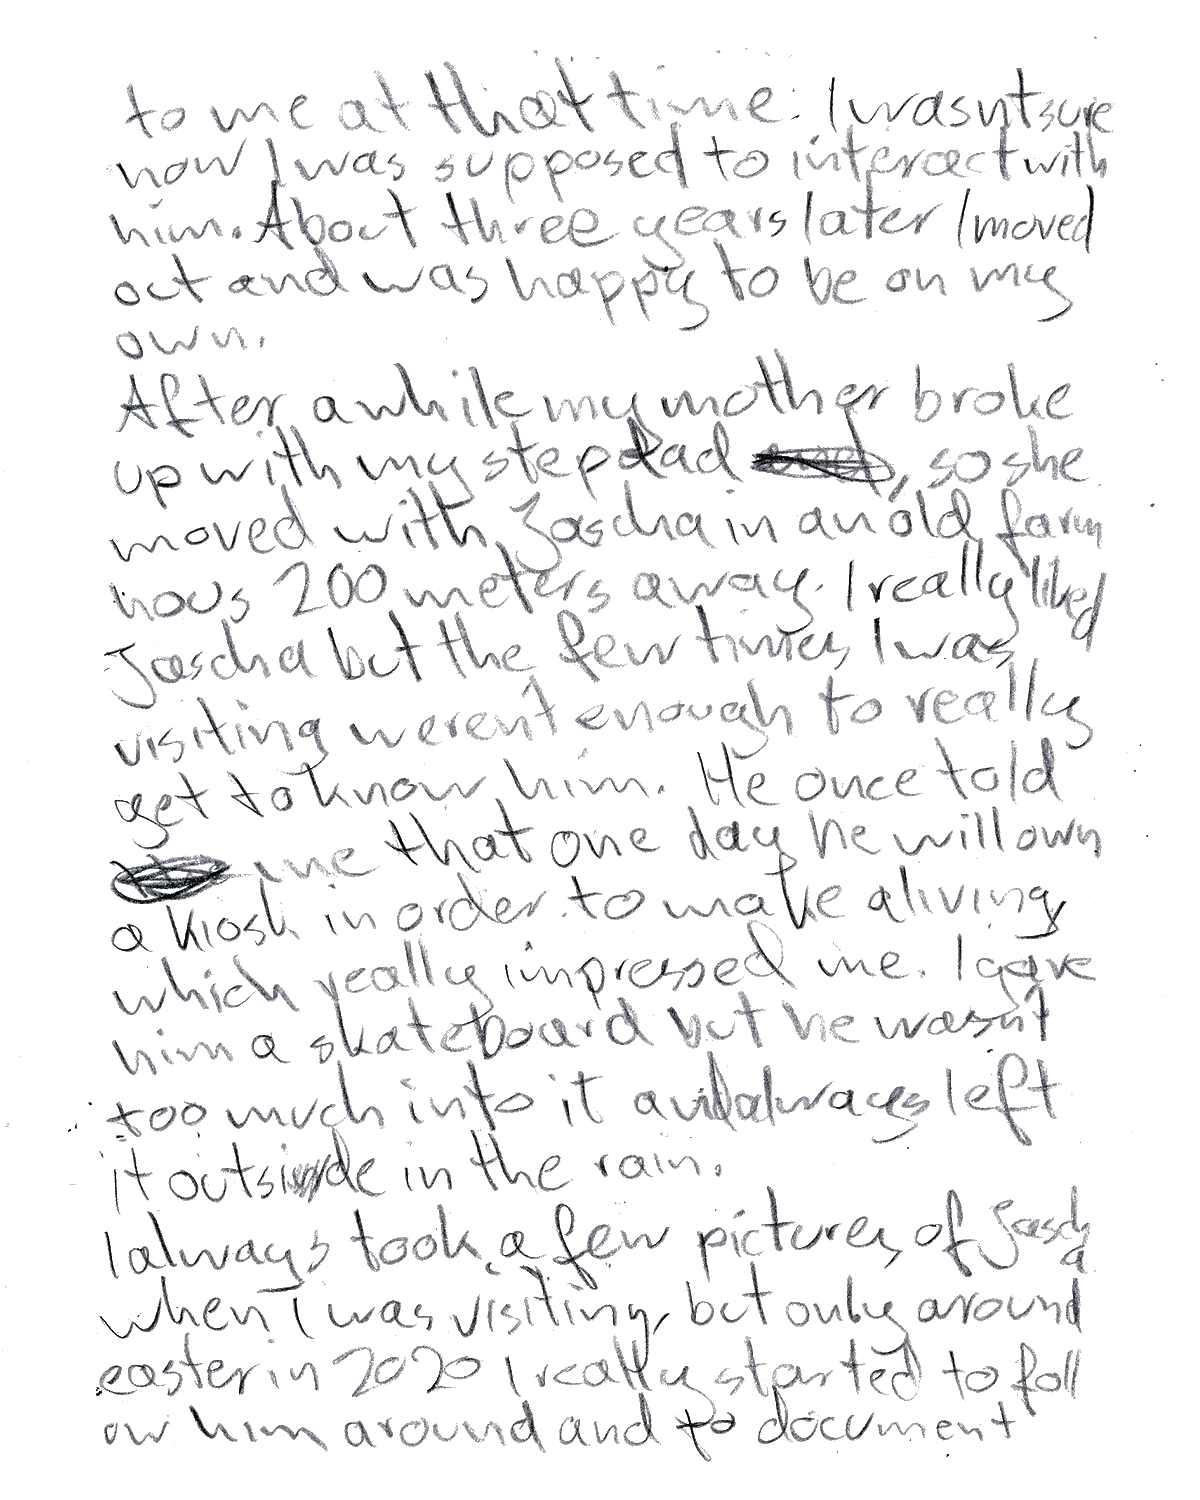 to me at that time. I wasnt sure
how I was supposed to interact with
him. About three years later I moved
out and was happy to be on my
own.
After a while my mother broke
up with my stepdad , so she
moved with Jascha in an old farm
hous 200 meters away. I really liked
Jascha but the few times I was
visiting weren't enough to really
get to know him. He once told
me that one day he will own
a kiosk in order to make a living
which really impressed me. I gave
him a skateboard but he wasn't
too much into it and always left
it outside in the rain.
I always took a few pictures of Jascha
when I was visiting, but only around
easter in 2020 I really started to foll
ow him around and to document